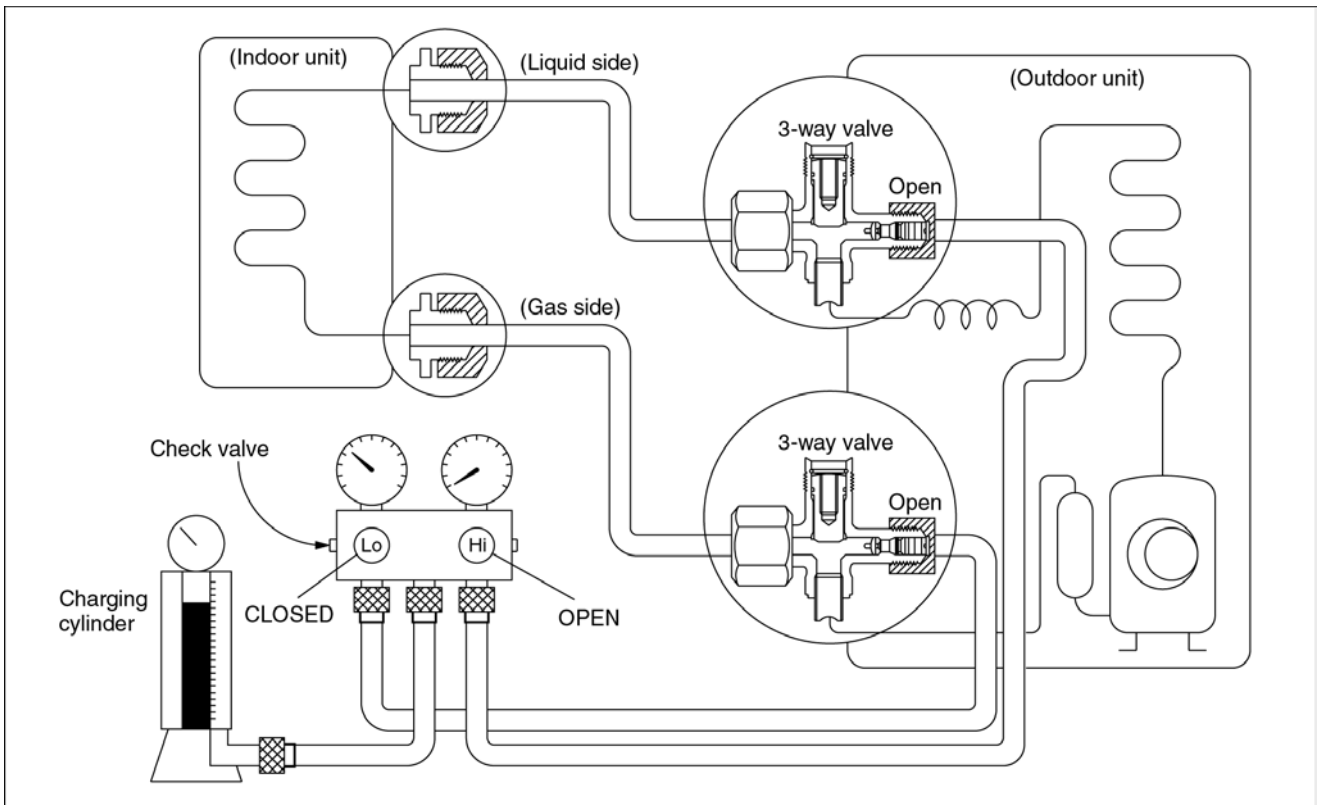 (Indoor unit)
(Liquid side)
(Outdoor unit)
3-way valve
Open
(Gas side)
3-way valve
Open
Check valve
Lo
Hi
Charging
cylinder
CLOSED
OPEN